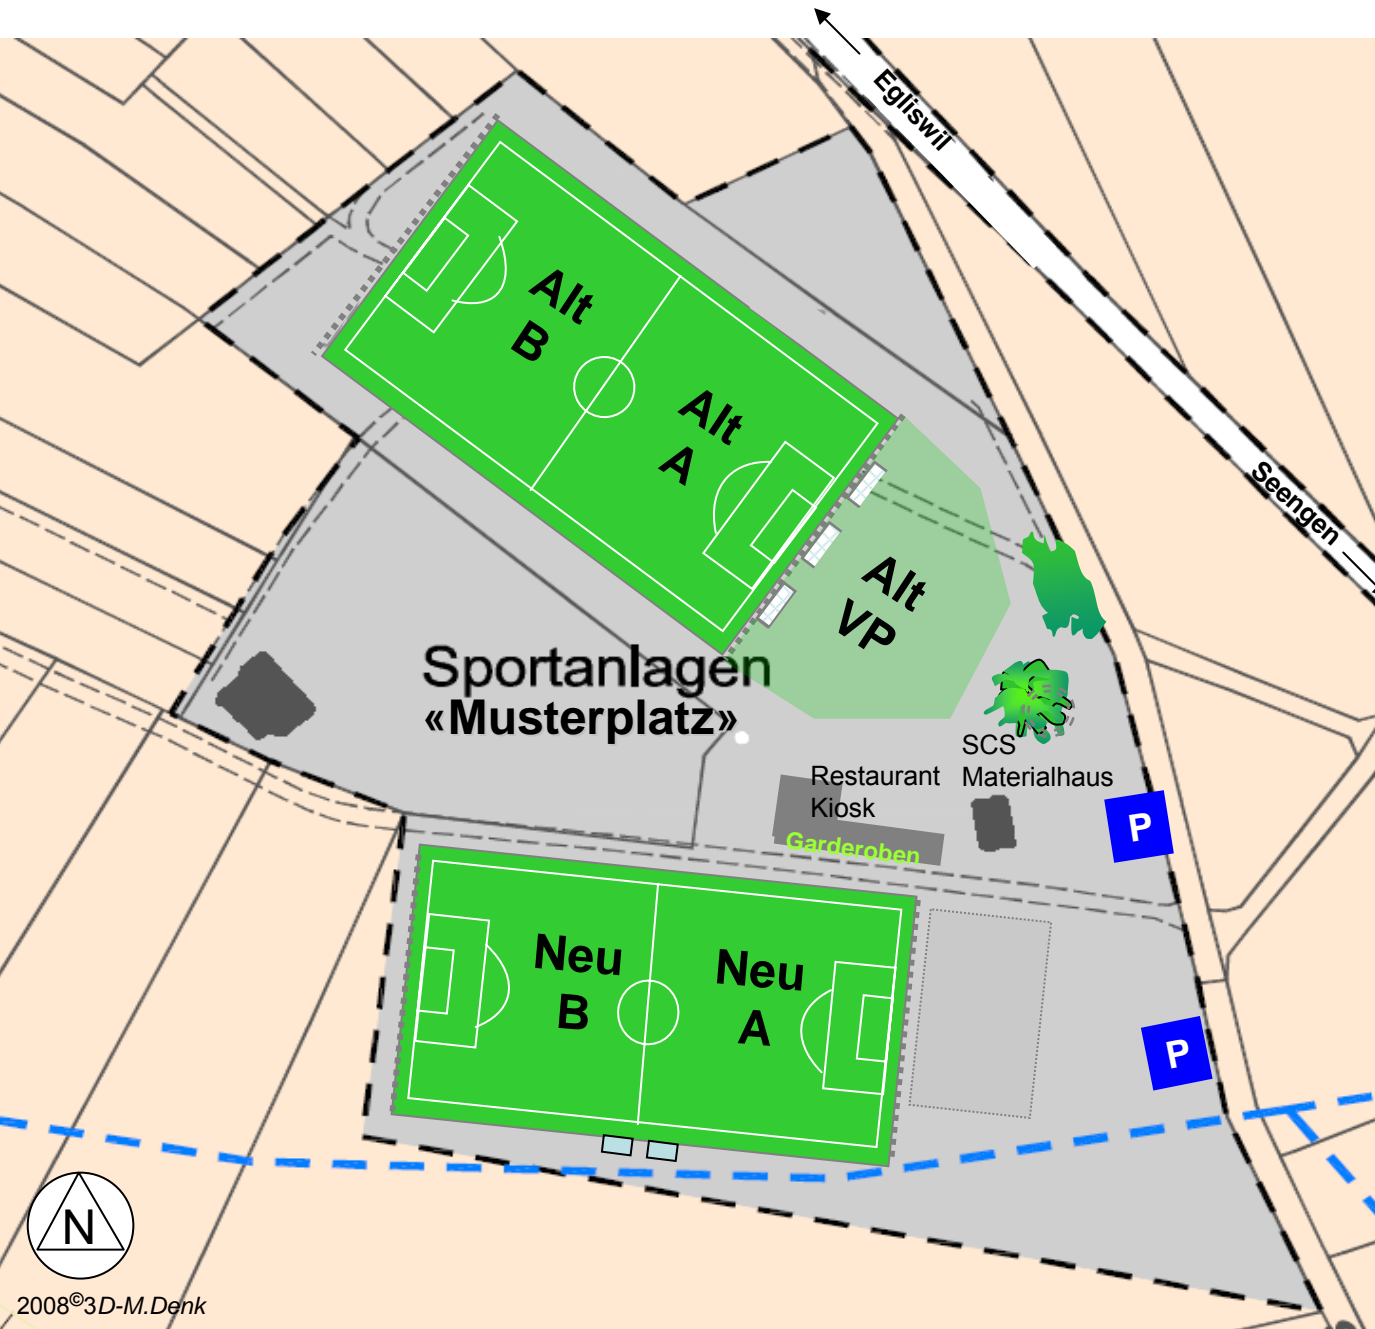 Egliswil
Seengen
Alt
B
Alt
A
Alt
VP
Sportanlagen
«Musterplatz»
SCS
Materialhaus
Restaurant
Kiosk
Garderoben
P
Neu
B
Neu
A
P
N
2008©3D-M.Denk